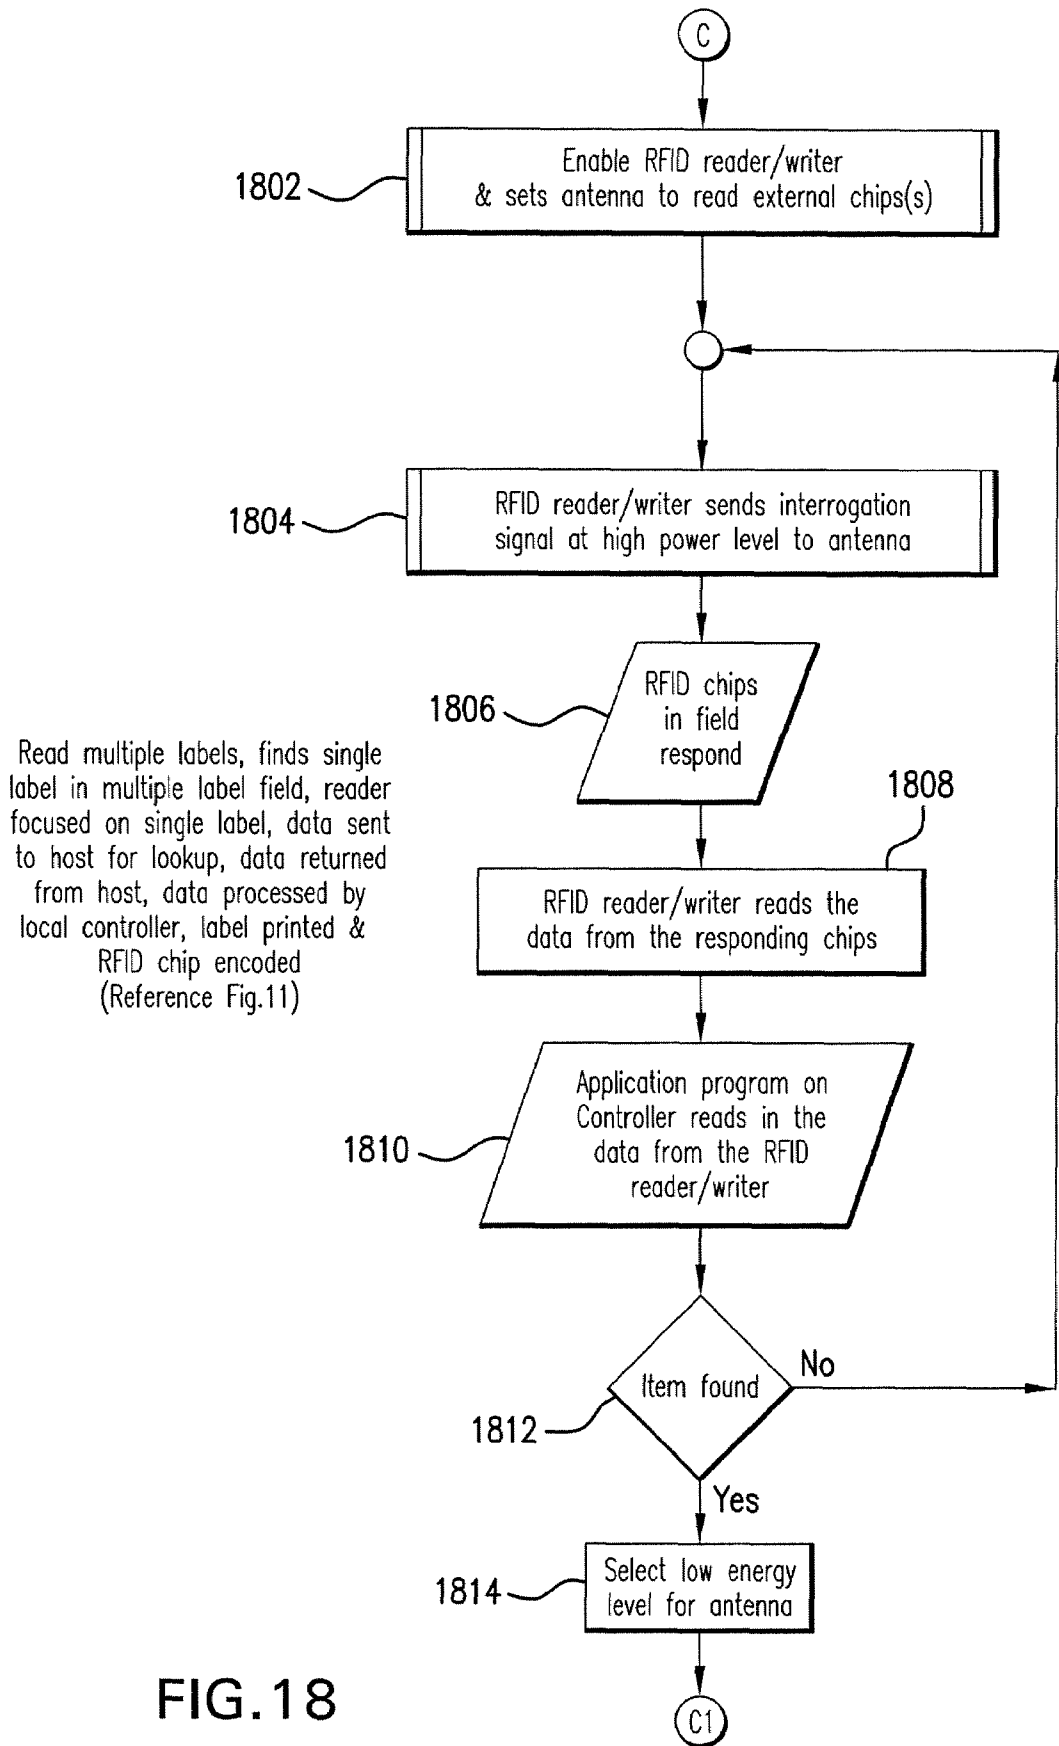 C
Enable RFID reader/writer
& sets antenna to read external chips(s)
1802
RFID reader/writer sends interrogation
signal at high power level to antenna
1804
RFID chips
in field
respond
1806
Read multiple labels, finds single
label in multiple label field, reader
focused on single label, data sent
to host for lookup, data returned
from host, data processed by
local controller, label printed &
RFID chip encoded
(Reference Fig.11)
1808
RFID reader/writer reads the
data from the responding chips
Application program on
Controller reads in the
data from the RFID
reader/writer
1810
Item found
No
1812
Yes
Select low energy
level for antenna
1814
C1
FIG.18